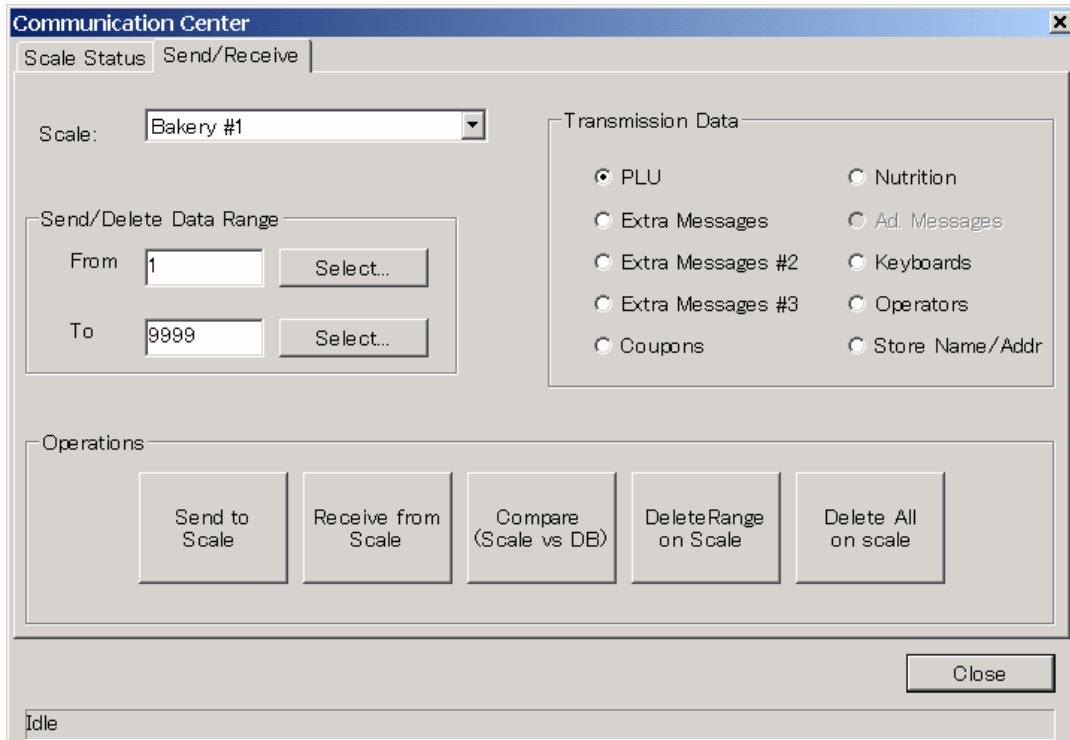 Communication Center
Scale Status
Send/Receive
Scale:
Bakery #1
Transmission Data
PLU
Nutrition
Extra Messages
Ad. Messages
Extra Messages #2
Keyboards
Extra Messages #3
Operators
Coupons
Store Name/Addr
Send/Delete Data Range
From
1
Select...
To
9999
Select...
Operations
Send to
Scale
Receive from
Scale
Compare
(Scale vs DB)
DeleteRange
on Scale
Delete All
on scale
Close
Idle